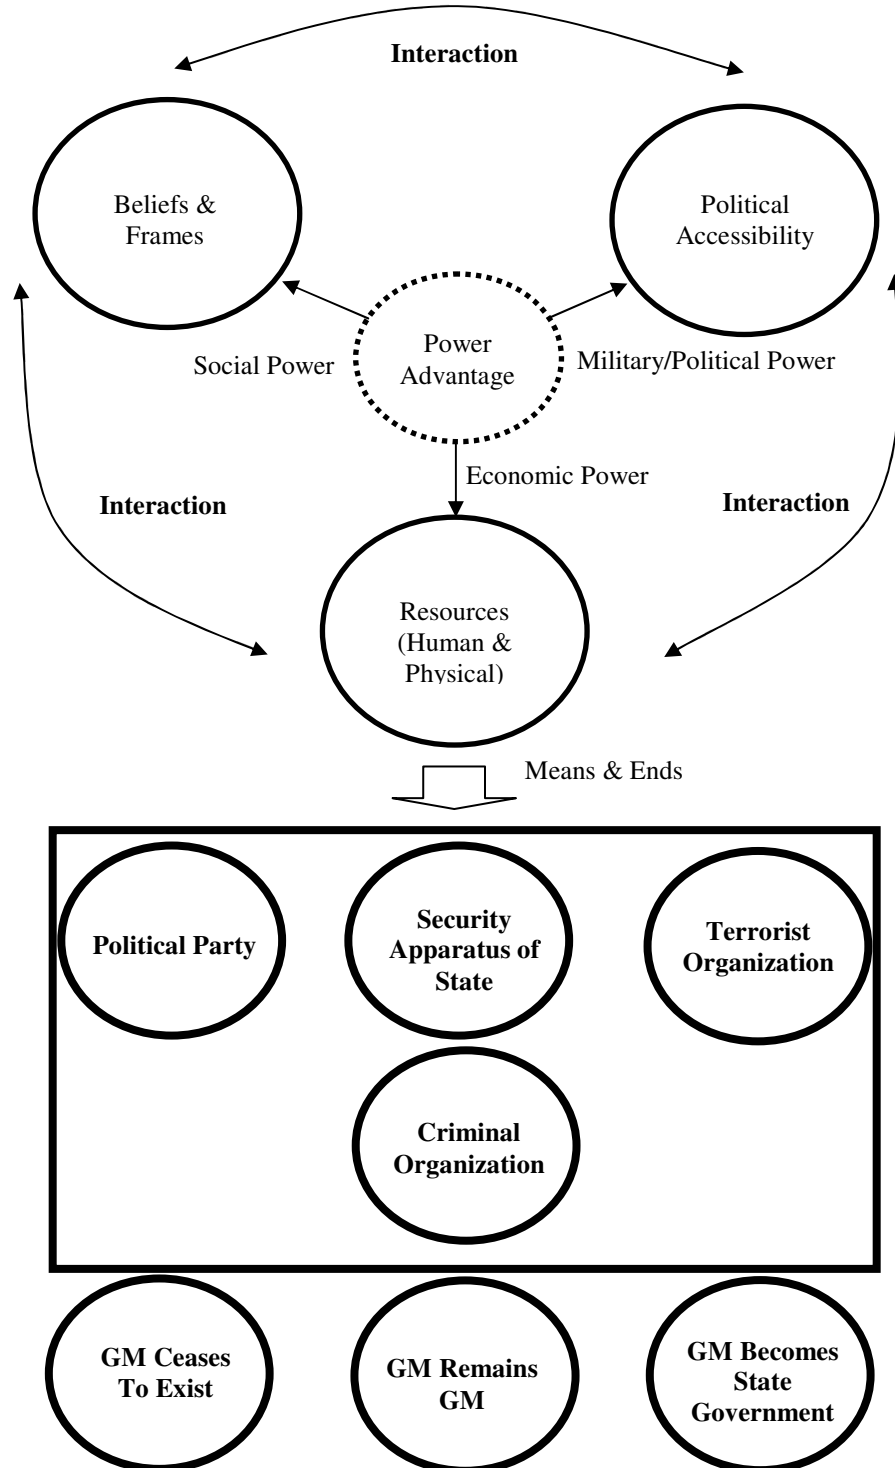 Interaction
Beliefs &
Frames
Political
Accessibility
Power
Advantage
Social Power
Military/Political Power
Economic Power
Interaction
Interaction
Resources
(Human &
Physical)
Means & Ends
Political Party
Security
Apparatus of
State
Terrorist
Organization
Criminal
Organization
GM Ceases
To Exist
GM Remains
GM
GM Becomes
State
Government